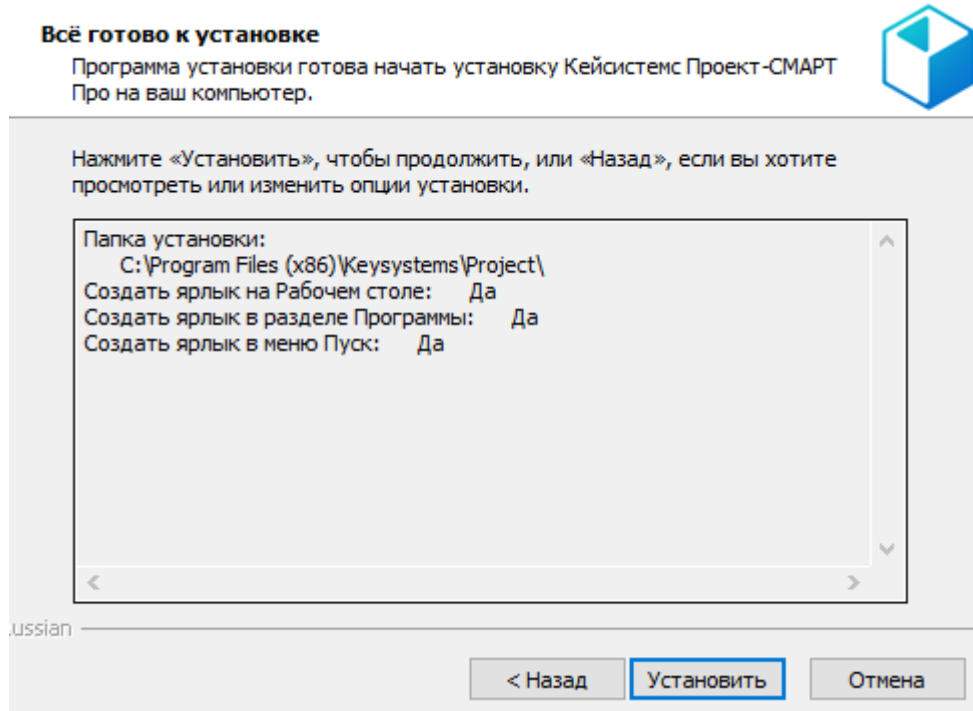 Всё готово к установке
Программа установки готова начать установку Кейсистемс Проект-СМАРТ
Про на ваш компьютер.
Нажмите «Установить», чтобы продолжить, или «Назад», если вы хотите
просмотреть или изменить опции установки.
Папка установки:
C:\Program Files (x86)\Keysystems\Project\
Создать ярлык на Рабочем столе: Да
Создать ярлык в разделе Программы: Да
Создать ярлык в меню Пуск: Да
ussian
< Назад Установить Отмена